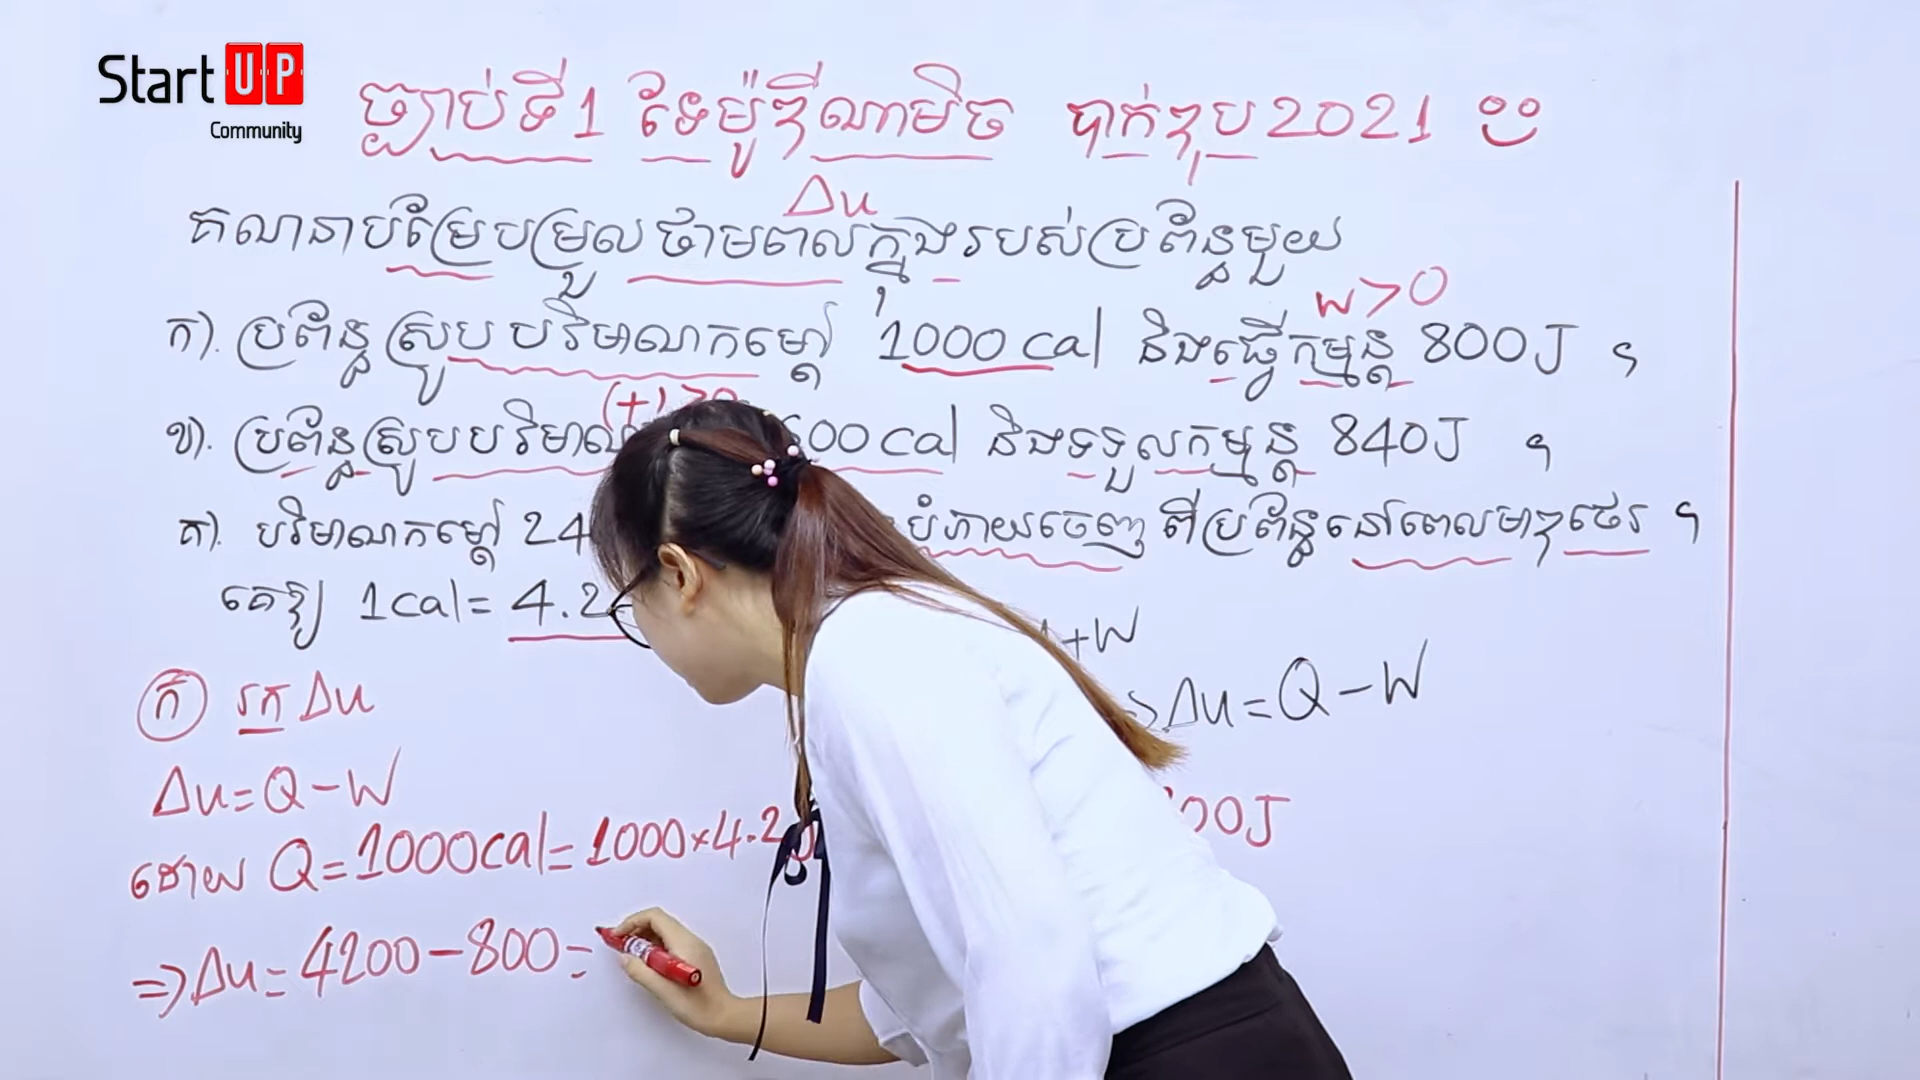 StartUP
Community
ច្បាប់ទី1 ទែម៉ូឌីណាមិច បាក់ឌុប2021
Δu
គណនាបម្រែបម្រួលថាមពលក្នុងរបស់ប្រព័ន្ធមួយ
W>0
ក). ប្រព័ន្ធស្រូបបរិមាណកម្ដៅ 1000cal និងធ្វើកម្មន្ត 800J ។
(+) >0
ខ). ប្រព័ន្ធស្រូបបរិមាណ 00cal និងទទួលកម្មន្ត 840J ។
គ). បរិមាណកម្ដៅ 24 បំភាយចេញ ពីប្រព័ន្ធនៅពេលមាឌថេរ ។
គេឱ្យ 1cal= 4.2
+W
ក រក Δu
Δu=Q-W
Δu=Q-W
ដោយ Q=1000cal=1000×4.2 00J
=>Δu=4200-800=